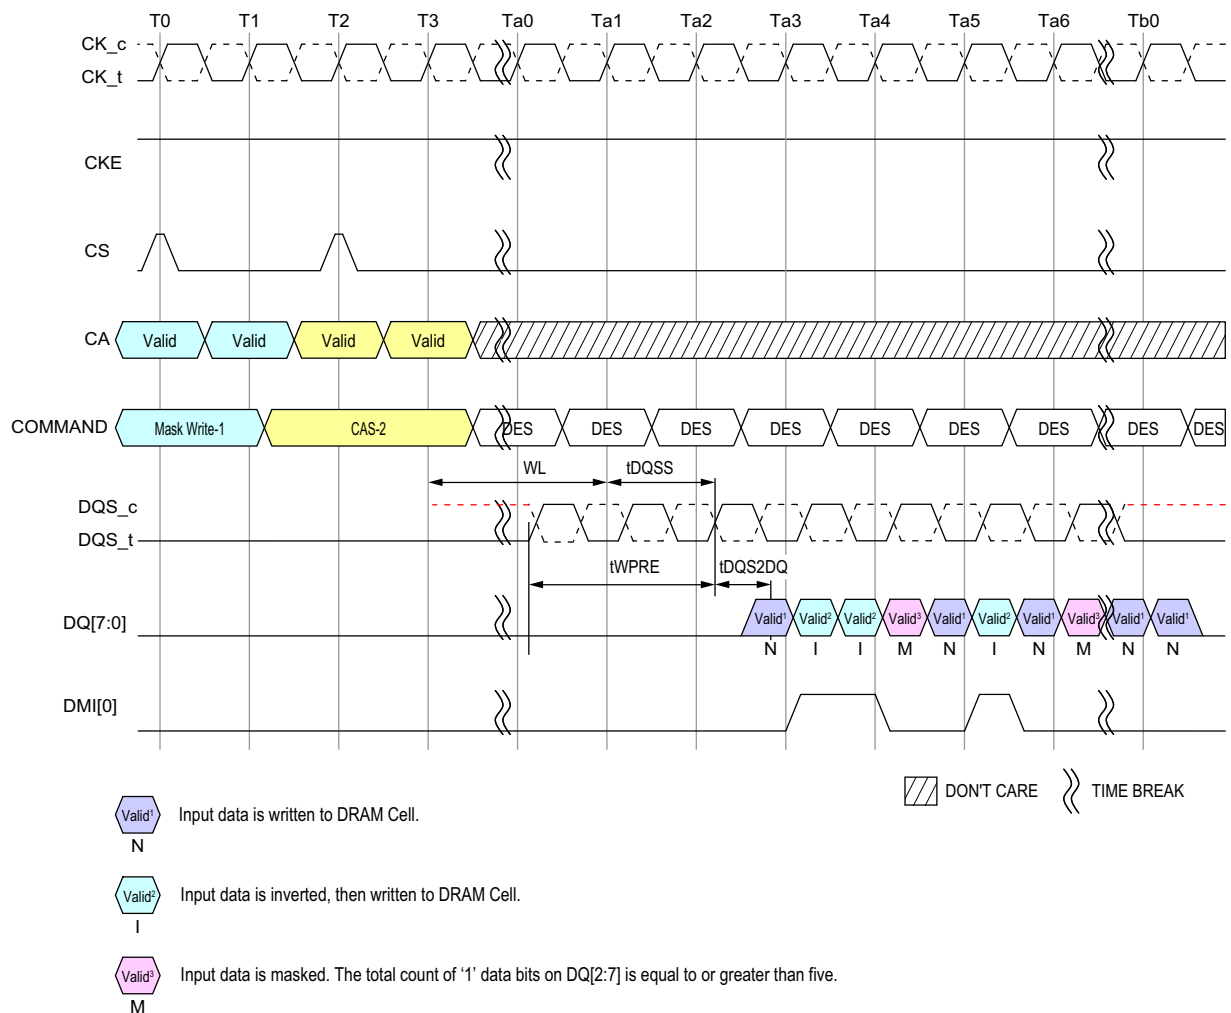 T0 T1 T2 T3 Ta0 Ta1 Ta2 Ta3 Ta4 Ta5 Ta6 Tb0
CK_c
CK_t
CKE
CS
CA Valid Valid Valid Valid
COMMAND Mask Write-1 CAS-2 DES DES DES DES DES DES DES DES DES
WL tDQSS
DQS_c
DQS_t
tWPRE tDQS2DQ
DQ[7:0] Valid¹ Valid² Valid² Valid³ Valid¹ Valid² Valid¹ Valid³ Valid¹ Valid¹
N I I M N I N M N N
DMI[0]
DON'T CARE TIME BREAK
Valid¹ Input data is written to DRAM Cell.
N
Valid² Input data is inverted, then written to DRAM Cell.
I
Valid³ Input data is masked. The total count of ‘1’ data bits on DQ[2:7] is equal to or greater than five.
M